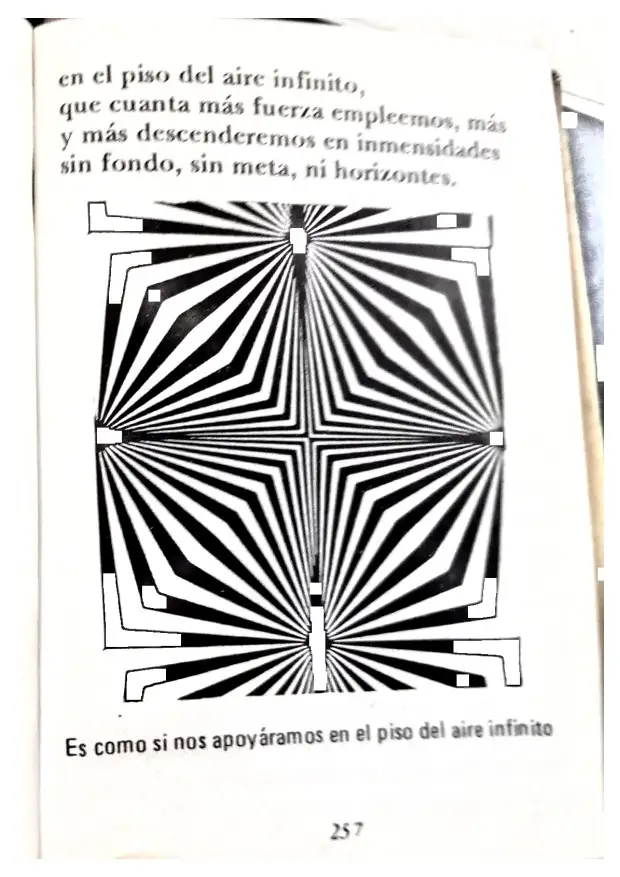 en el piso del aire infinito,
que cuanta más fuerza empleemos, más
y más descenderemos en inmensidades
sin fondo, sin meta, ni horizontes.
Es como si nos apoyáramos en el piso del aire infinito
257